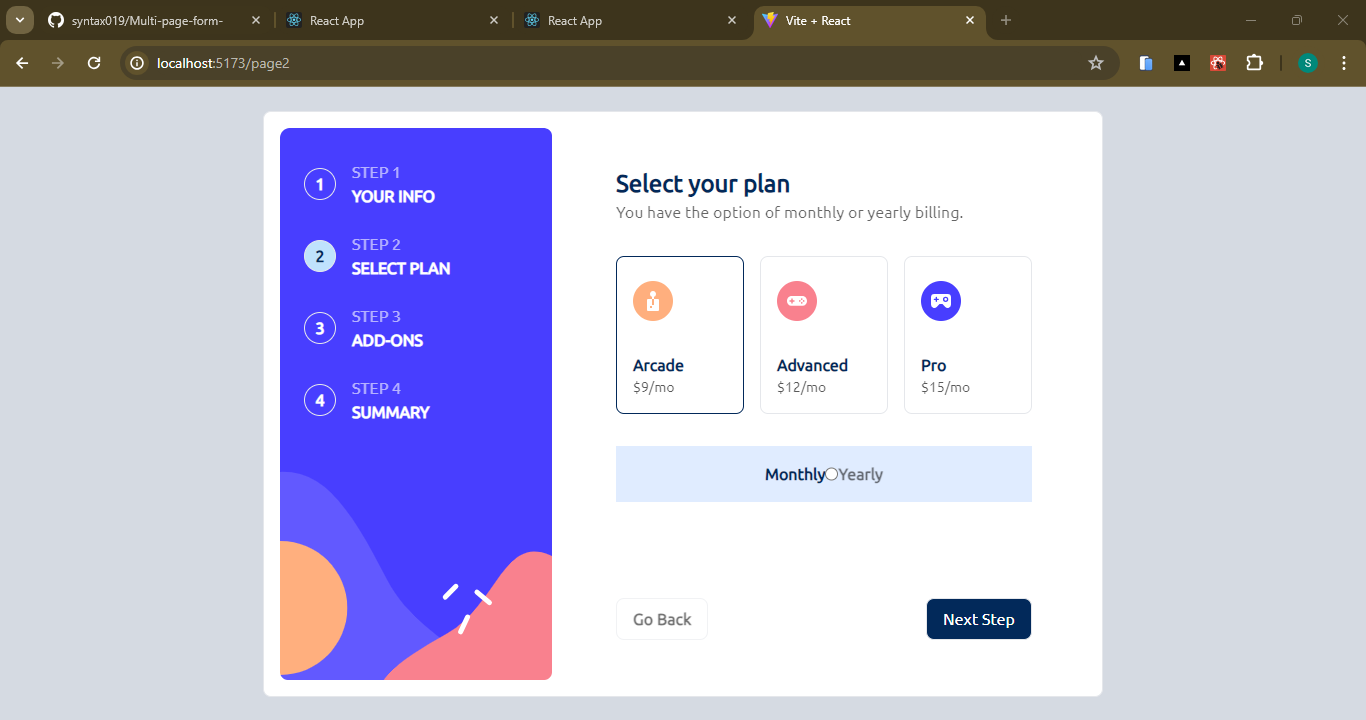 syntax019/Multi-page-form-
React App
React App
Vite + React
localhost:5173/page2
S
1
STEP 1
YOUR INFO
2
STEP 2
SELECT PLAN
3
STEP 3
ADD-ONS
4
STEP 4
SUMMARY
Select your plan
You have the option of monthly or yearly billing.
Arcade
$9/mo
Advanced
$12/mo
Pro
$15/mo
Monthly Yearly
Go Back
Next Step